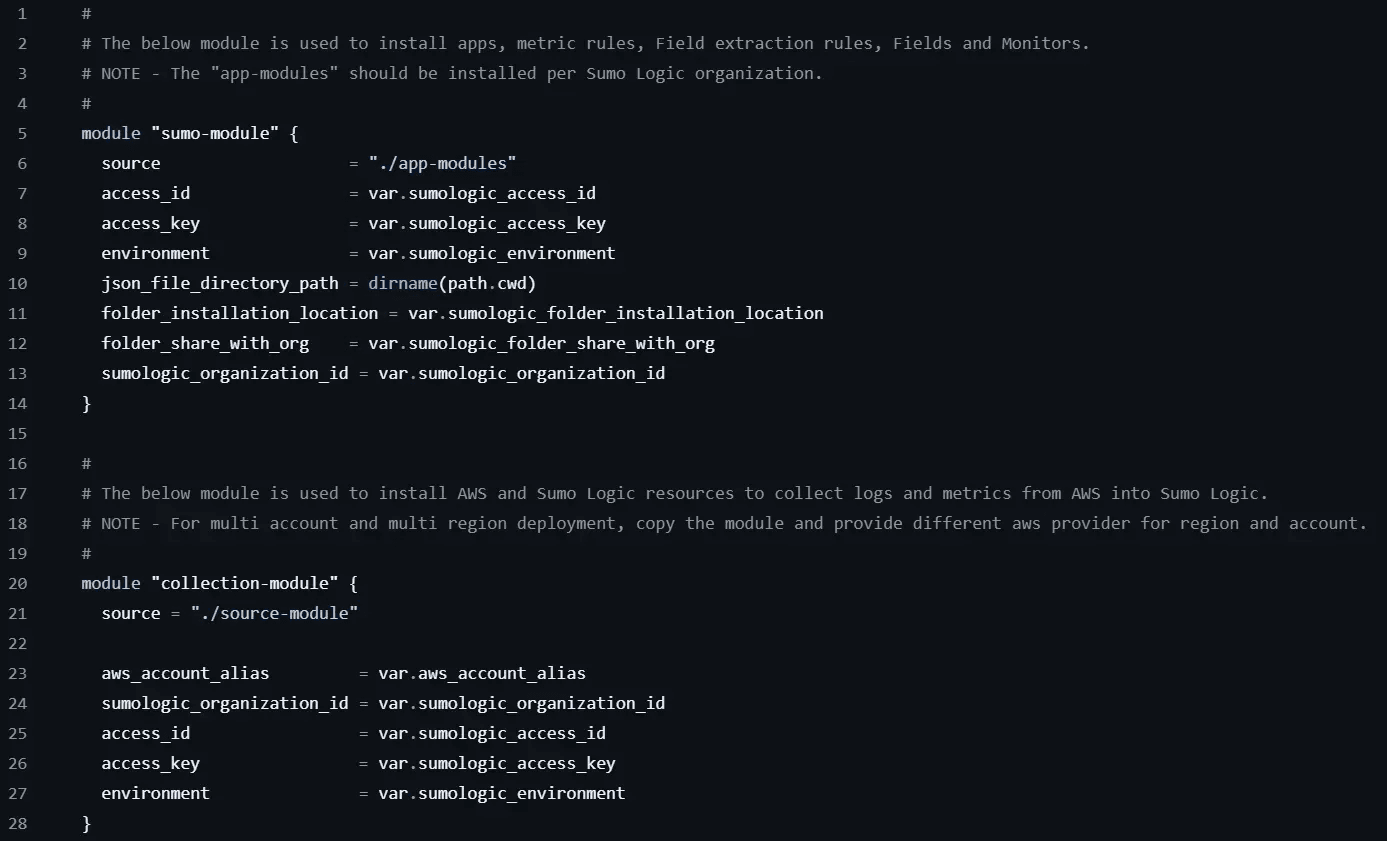 1 #
2 # The below module is used to install apps, metric rules, Field extraction rules, Fields and Monitors.
3 # NOTE - The "app-modules" should be installed per Sumo Logic organization.
4 #
5 module "sumo-module" {
6   source                   = "./app-modules"
7   access_id                = var.sumologic_access_id
8   access_key               = var.sumologic_access_key
9   environment              = var.sumologic_environment
10   json_file_directory_path = dirname(path.cwd)
11   folder_installation_location = var.sumologic_folder_installation_location
12   folder_share_with_org    = var.sumologic_folder_share_with_org
13   sumologic_organization_id = var.sumologic_organization_id
14 }
15
16 #
17 # The below module is used to install AWS and Sumo Logic resources to collect logs and metrics from AWS into Sumo Logic.
18 # NOTE - For multi account and multi region deployment, copy the module and provide different aws provider for region and account.
19 #
20 module "collection-module" {
21   source = "./source-module"
22
23   aws_account_alias         = var.aws_account_alias
24   sumologic_organization_id = var.sumologic_organization_id
25   access_id                 = var.sumologic_access_id
26   access_key                = var.sumologic_access_key
27   environment               = var.sumologic_environment
28 }